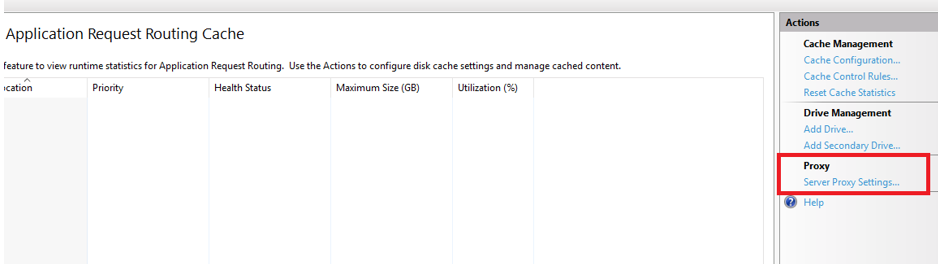 Application Request Routing Cache
feature to view runtime statistics for Application Request Routing. Use the Actions to configure disk cache settings and manage cached content.
ocation Priority Health Status Maximum Size (GB) Utilization (%)
Actions
Cache Management
Cache Configuration...
Cache Control Rules...
Reset Cache Statistics
Drive Management
Add Drive...
Add Secondary Drive...
Proxy
Server Proxy Settings...
Help